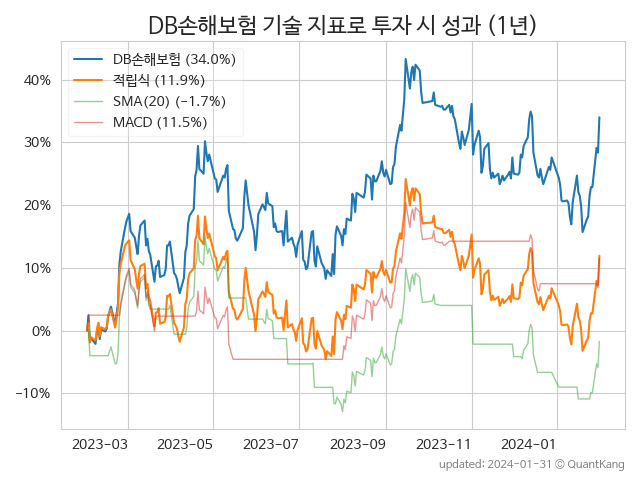 DB손해보험 기술 지표로 투자 시 성과 (1년)
DB손해보험 (34.0%)
적립식 (11.9%)
SMA(20) (−1.7%)
MACD (11.5%)
40%
30%
20%
10%
0%
−10%
2023-03
2023-05
2023-07
2023-09
2023-11
2024-01
updated: 2024-01-31 © QuantKang